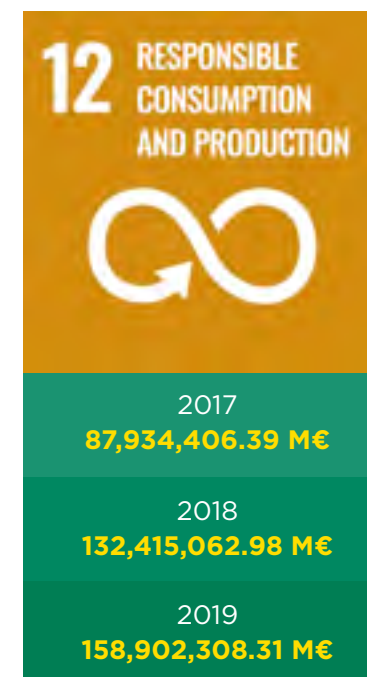 12 RESPONSIBLE
CONSUMPTION
AND PRODUCTION
2017
87,934,406.39 M€
2018
132,415,062.98 M€
2019
158,902,308.31 M€